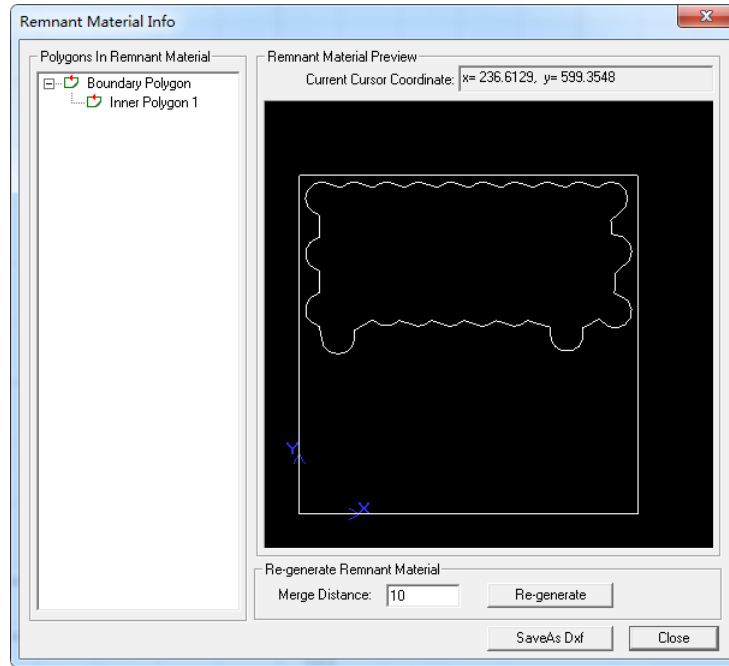 Remnant Material Info
x
Polygons In Remnant Material
Boundary Polygon
Inner Polygon 1
Remnant Material Preview
Current Cursor Coordinate: x= 236.6129, y= 599.3548
Y
X
Re-generate Remnant Material
Merge Distance: 10 Re-generate
SaveAs Dxf Close